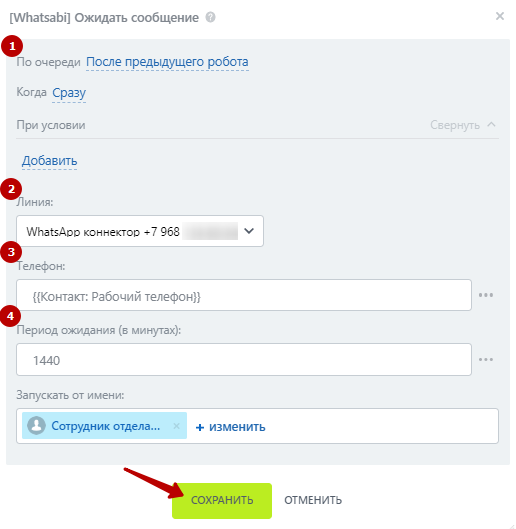 [Whatsabi] Ожидать сообщение ?
1
По очереди После предыдущего робота
Когда Сразу
При условии Свернуть
Добавить
2
Линия:
WhatsApp коннектор +7 968
3
Телефон:
{{Контакт: Рабочий телефон}}
4
Период ожидания (в минутах):
1440
Запускать от имени:
Сотрудник отдела... × + изменить
СОХРАНИТЬ ОТМЕНИТЬ